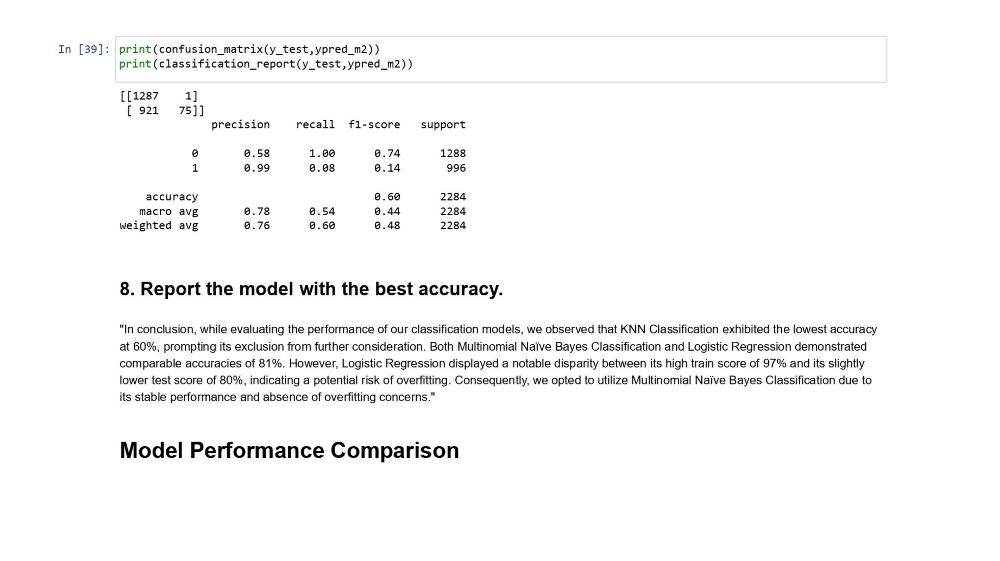 In [39]: print(confusion_matrix(y_test,ypred_m2))
print(classification_report(y_test,ypred_m2))
[[1287    1]
 [ 921   75]]
              precision    recall  f1-score   support
           0       0.58      1.00      0.74      1288
           1       0.99      0.08      0.14       996
    accuracy                           0.60      2284
   macro avg       0.78      0.54      0.44      2284
weighted avg       0.76      0.60      0.48      2284
8. Report the model with the best accuracy.
"In conclusion, while evaluating the performance of our classification models, we observed that KNN Classification exhibited the lowest accuracy
at 60%, prompting its exclusion from further consideration. Both Multinomial Naïve Bayes Classification and Logistic Regression demonstrated
comparable accuracies of 81%. However, Logistic Regression displayed a notable disparity between its high train score of 97% and its slightly
lower test score of 80%, indicating a potential risk of overfitting. Consequently, we opted to utilize Multinomial Naïve Bayes Classification due to
its stable performance and absence of overfitting concerns."
Model Performance Comparison